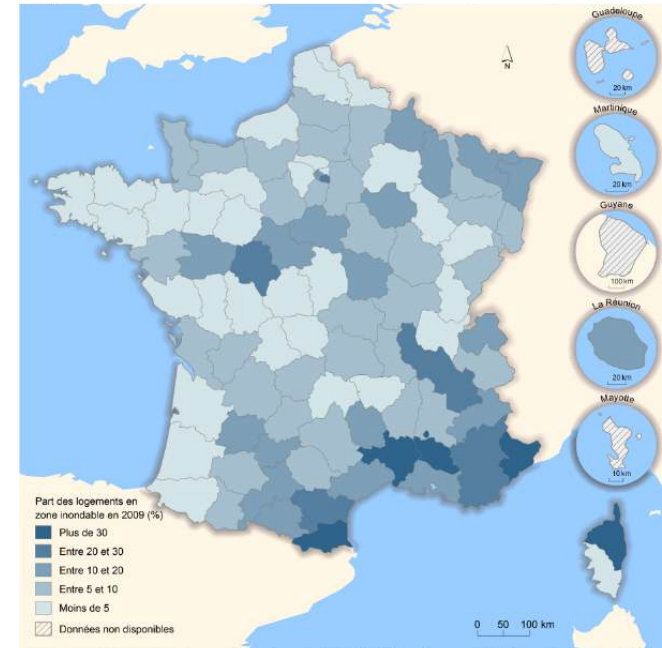 Guadeloupe
N
20 km
Martinique
20 km
Guyane
100 km
La Réunion
20 km
Mayotte
10 km
Part des logements en
zone inondable en 2009 (%)
Plus de 30
Entre 20 et 30
Entre 10 et 20
Entre 5 et 10
Moins de 5
Données non disponibles
0 50 100 km